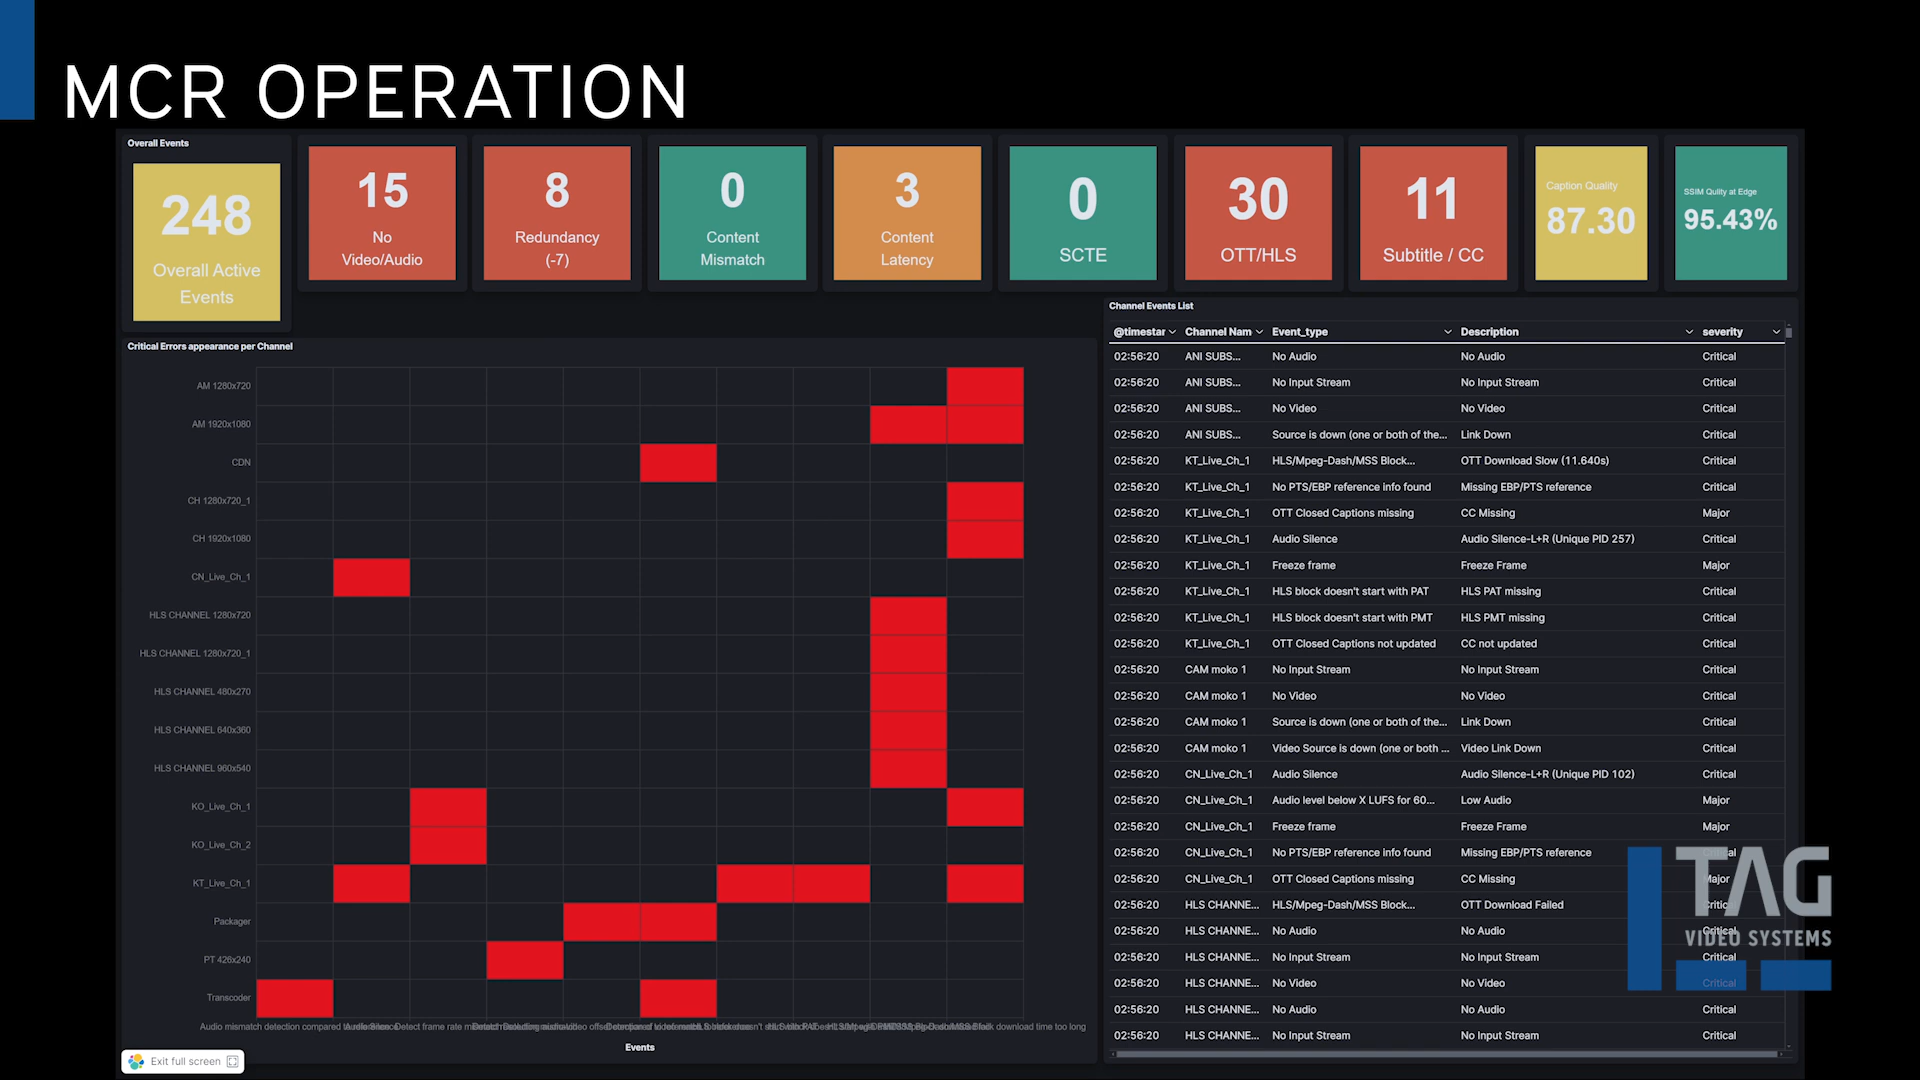 MCR OPERATION
Overall Events
248
Overall Active
Events
15
No
Video/Audio
8
Redundancy
(-7)
0
Content
Mismatch
3
Content
Latency
0
SCTE
30
OTT/HLS
11
Subtitle / CC
Caption Quality
87.30
SSIM Qulity at Edge
95.43%
Critical Errors appearance per Channel
AM 1280x720
AM 1920x1080
CDN
CH 1280x720_1
CH 1920x1080
CN_Live_Ch_1
HLS CHANNEL 1280x720
HLS CHANNEL 1280x720_1
HLS CHANNEL 480x270
HLS CHANNEL 640x360
HLS CHANNEL 960x540
KO_Live_Ch_1
KO_Live_Ch_2
KT_Live_Ch_1
Packager
PT 426x240
Transcoder
Audio mismatch detection compared
download time too long
Events
Exit full screen
Channel Events List
@timestar Channel Nam Event_type Description severity
02:56:20 ANI SUBS... No Audio No Audio Critical
02:56:20 ANI SUBS... No Input Stream No Input Stream Critical
02:56:20 ANI SUBS... No Video No Video Critical
02:56:20 ANI SUBS... Source is down (one or both of the... Link Down Critical
02:56:20 KT_Live_Ch_1 HLS/Mpeg-Dash/MSS Block... OTT Download Slow (11.640s) Critical
02:56:20 KT_Live_Ch_1 No PTS/EBP reference info found Missing EBP/PTS reference Critical
02:56:20 KT_Live_Ch_1 OTT Closed Captions missing CC Missing Major
02:56:20 KT_Live_Ch_1 Audio Silence Audio Silence-L+R (Unique PID 257) Critical
02:56:20 KT_Live_Ch_1 Freeze frame Freeze Frame Major
02:56:20 KT_Live_Ch_1 HLS block doesn't start with PAT HLS PAT missing Critical
02:56:20 KT_Live_Ch_1 HLS block doesn't start with PMT HLS PMT missing Critical
02:56:20 KT_Live_Ch_1 OTT Closed Captions not updated CC not updated Critical
02:56:20 CAM moko 1 No Input Stream No Input Stream Critical
02:56:20 CAM moko 1 No Video No Video Critical
02:56:20 CAM moko 1 Source is down (one or both of the... Link Down Critical
02:56:20 CAM moko 1 Video Source is down (one or both ... Video Link Down Critical
02:56:20 CN_Live_Ch_1 Audio Silence Audio Silence-L+R (Unique PID 102) Critical
02:56:20 CN_Live_Ch_1 Audio level below X LUFS for 60... Low Audio Major
02:56:20 CN_Live_Ch_1 Freeze frame Freeze Frame Major
02:56:20 CN_Live_Ch_1 No PTS/EBP reference info found Missing EBP/PTS reference
02:56:20 CN_Live_Ch_1 OTT Closed Captions missing CC Missing Major
02:56:20 HLS CHANNE... HLS/Mpeg-Dash/MSS Block... OTT Download Failed
02:56:20 HLS CHANNE... No Audio No Audio Critical
02:56:20 HLS CHANNE... No Input Stream No Input Stream Critical
02:56:20 HLS CHANNE... No Video No Video Critical
02:56:20 HLS CHANNE... No Audio No Audio Critical
02:56:20 HLS CHANNE... No Input Stream No Input Stream Critical
TAG
VIDEO SYSTEMS